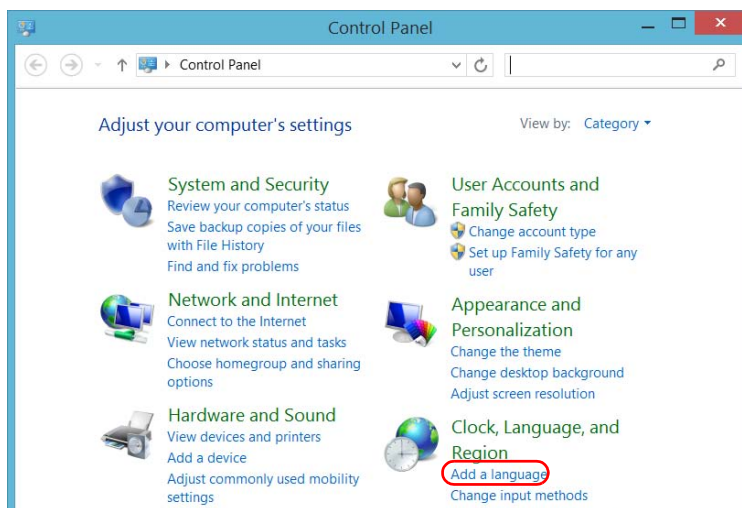 Control Panel
Control Panel
Adjust your computer's settings
View by: Category
System and Security
Review your computer's status
Save backup copies of your files
with File History
Find and fix problems
Network and Internet
Connect to the Internet
View network status and tasks
Choose homegroup and sharing
options
Hardware and Sound
View devices and printers
Add a device
Adjust commonly used mobility
settings
User Accounts and
Family Safety
Change account type
Set up Family Safety for any
user
Appearance and
Personalization
Change the theme
Change desktop background
Adjust screen resolution
Clock, Language, and
Region
Add a language
Change input methods